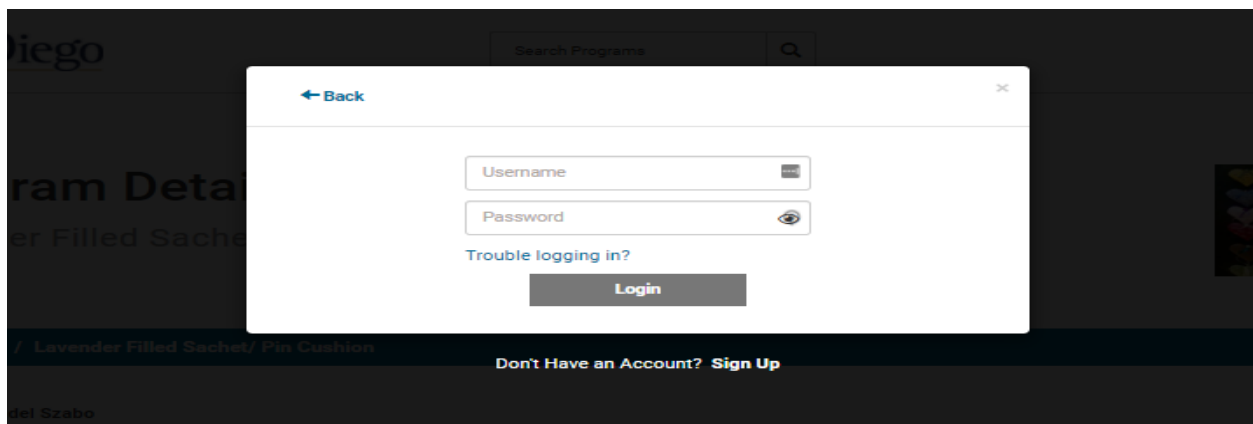 Diego
Search Programs
Back
×
ram Detai
Username
Password
er Filled Sache
Trouble logging in?
Login
/ Lavender Filled Sachet/ Pin Cushion
Don't Have an Account? Sign Up
del Szabo